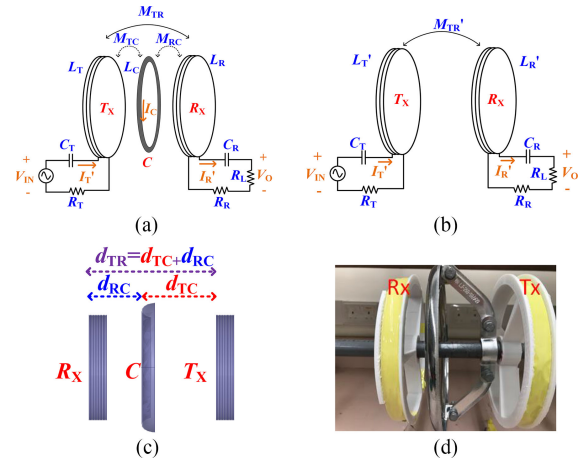 M_TR
M_TC M_RC
L_T L_C L_R
T_X I_C R_X
C
C_T I_T' C_R I_R'
+ V_IN - R_T R_R R_L + V_O -
(a)
M_TR'
L_T' L_R'
T_X R_X
C_T I_T' C_R I_R'
+ V_IN - R_T R_R R_L + V_O -
(b)
d_TR=d_TC+d_RC
d_RC d_TC
R_X C T_X
(c)
Rx Tx
(d)